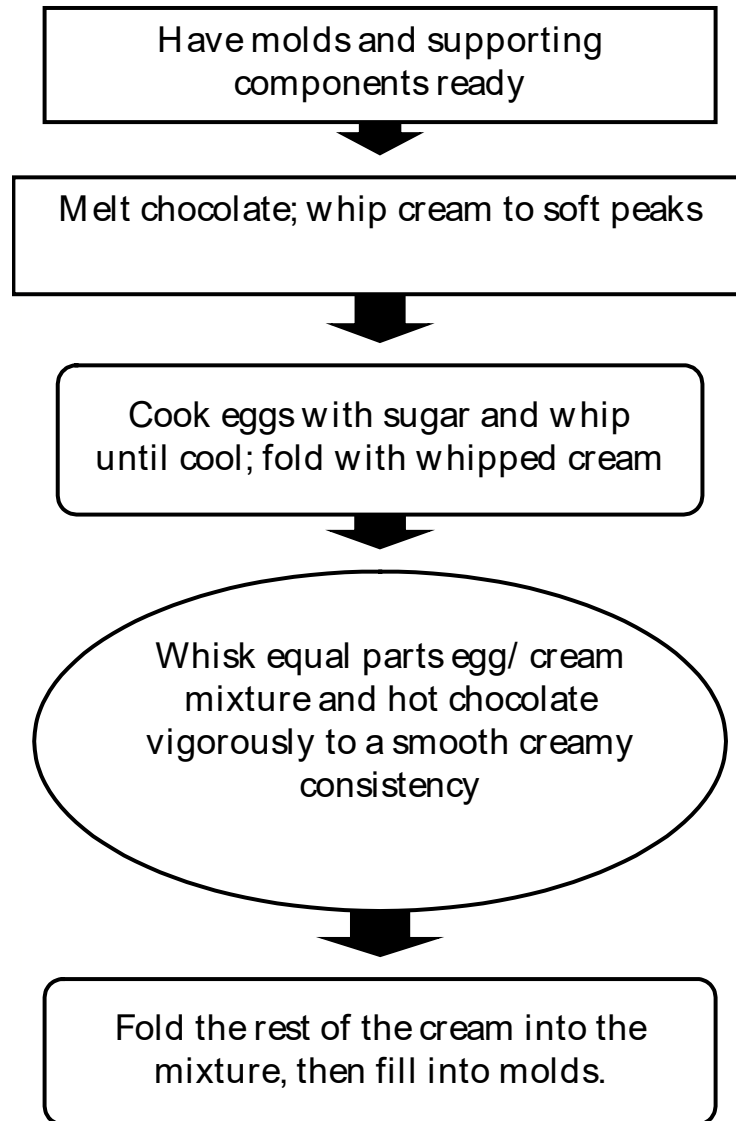 Have molds and supporting
components ready
Melt chocolate; whip cream to soft peaks
Cook eggs with sugar and whip
until cool; fold with whipped cream
Whisk equal parts egg/ cream
mixture and hot chocolate
vigorously to a smooth creamy
consistency
Fold the rest of the cream into the
mixture, then fill into molds.